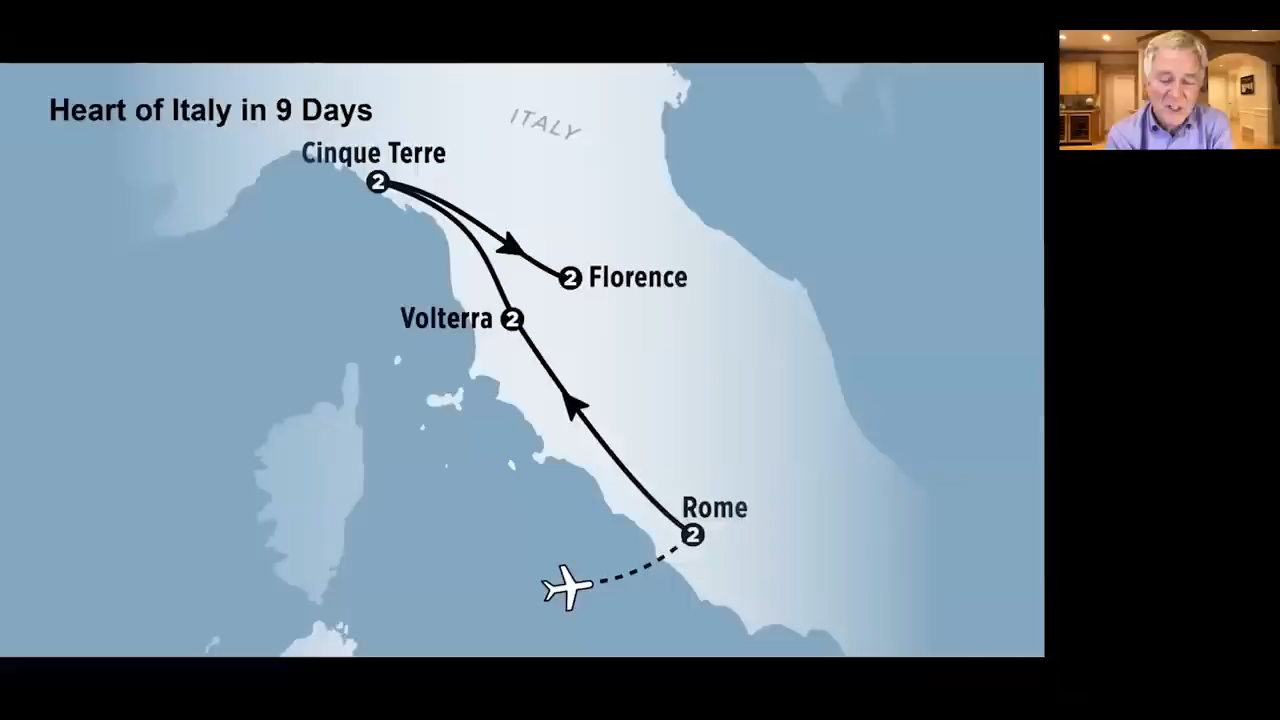 Heart of Italy in 9 Days
ITALY
Cinque Terre
2
2 Florence
Volterra 2
Rome
2